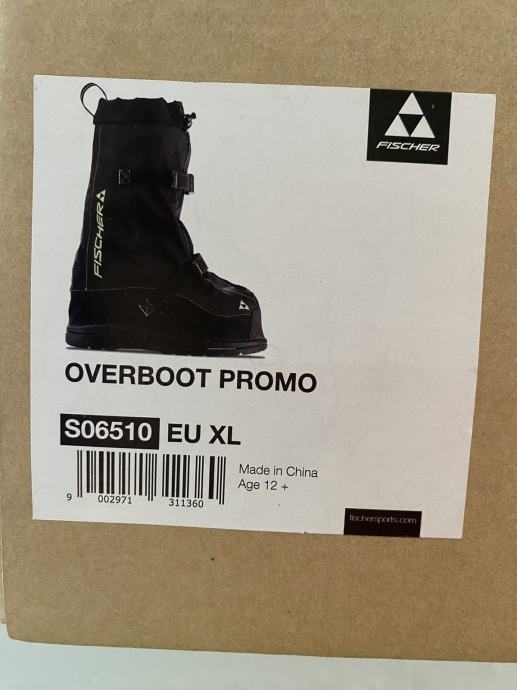 FISCHER
FISCHER
OVERBOOT PROMO
S06510 EU XL
Made in China
Age 12 +
9 002971 311360
fischersports.com